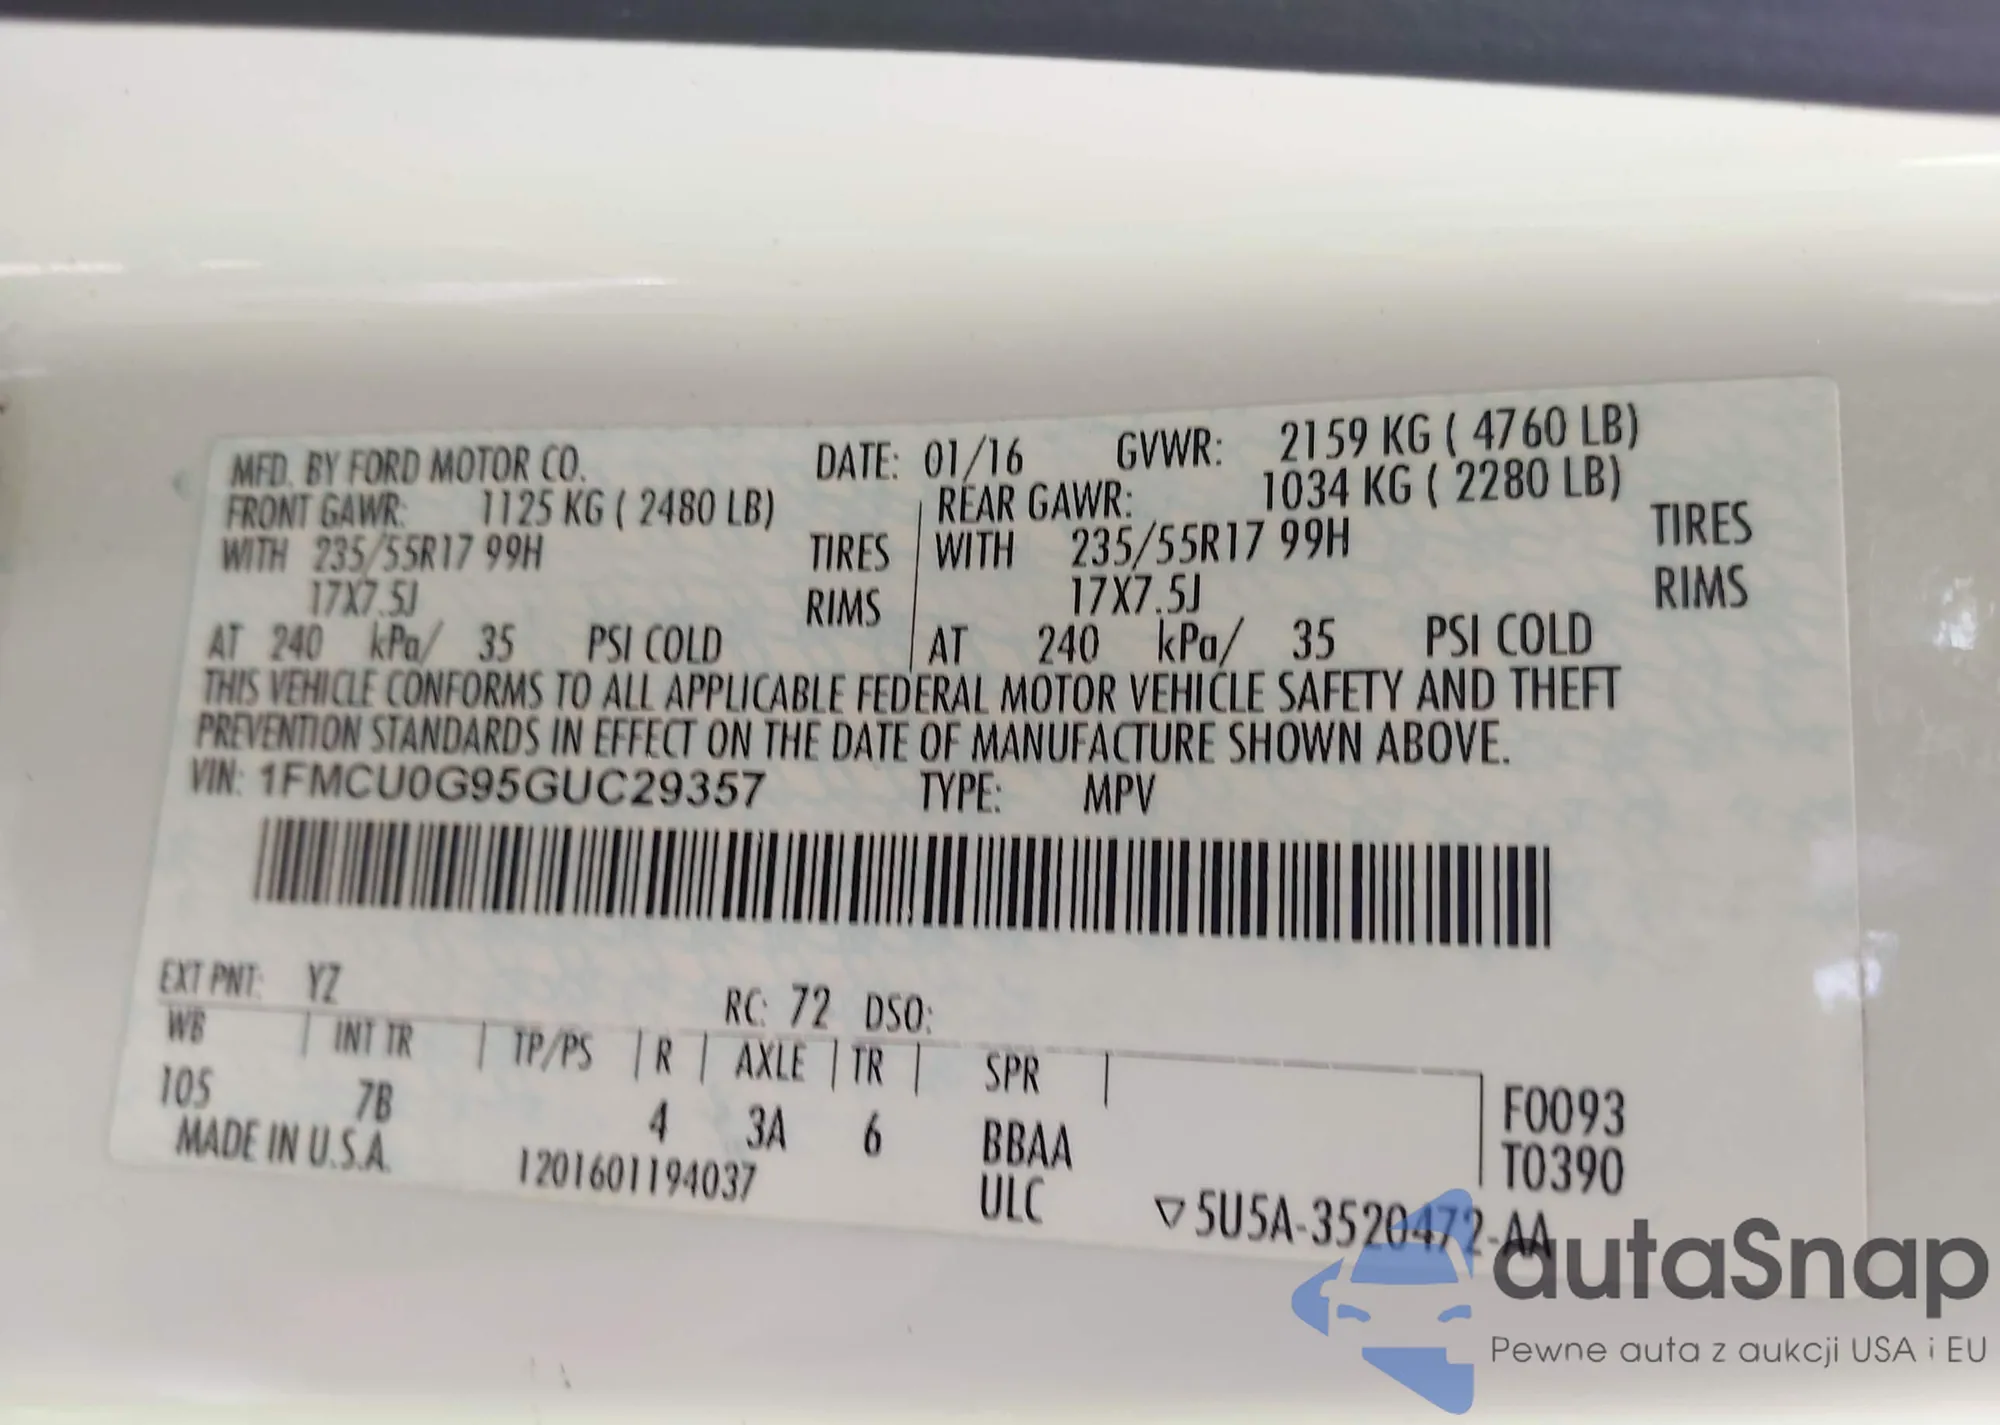 MFD. BY FORD MOTOR CO. DATE: 01/16 GVWR: 2159 KG ( 4760 LB)
FRONT GAWR: 1125 KG ( 2480 LB) REAR GAWR: 1034 KG ( 2280 LB)
WITH 235/55R17 99H TIRES WITH 235/55R17 99H TIRES
17X7.5J RIMS 17X7.5J RIMS
AT 240 kPa/ 35 PSI COLD AT 240 kPa/ 35 PSI COLD
THIS VEHICLE CONFORMS TO ALL APPLICABLE FEDERAL MOTOR VEHICLE SAFETY AND THEFT
PREVENTION STANDARDS IN EFFECT ON THE DATE OF MANUFACTURE SHOWN ABOVE.
VIN: 1FMCU0G95GUC29357 TYPE: MPV
EXT PNT: YZ RC: 72 DSO:
WB | INT TR | TP/PS | R | AXLE | TR | SPR |
105 7B 4 3A 6 BBAA F0093
MADE IN U.S.A. 1201601194037 ULC T0390
▽5U5A-3520472-AA
autaSnap
Pewne auta z aukcji USA i EU